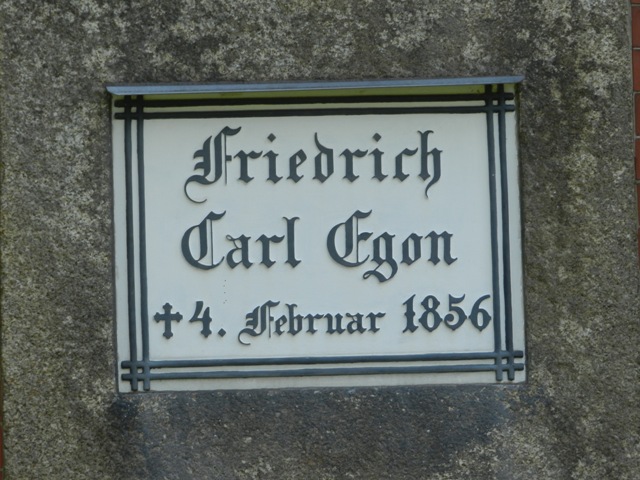 Friedrich
Carl Egon
✝ 4. Februar 1856